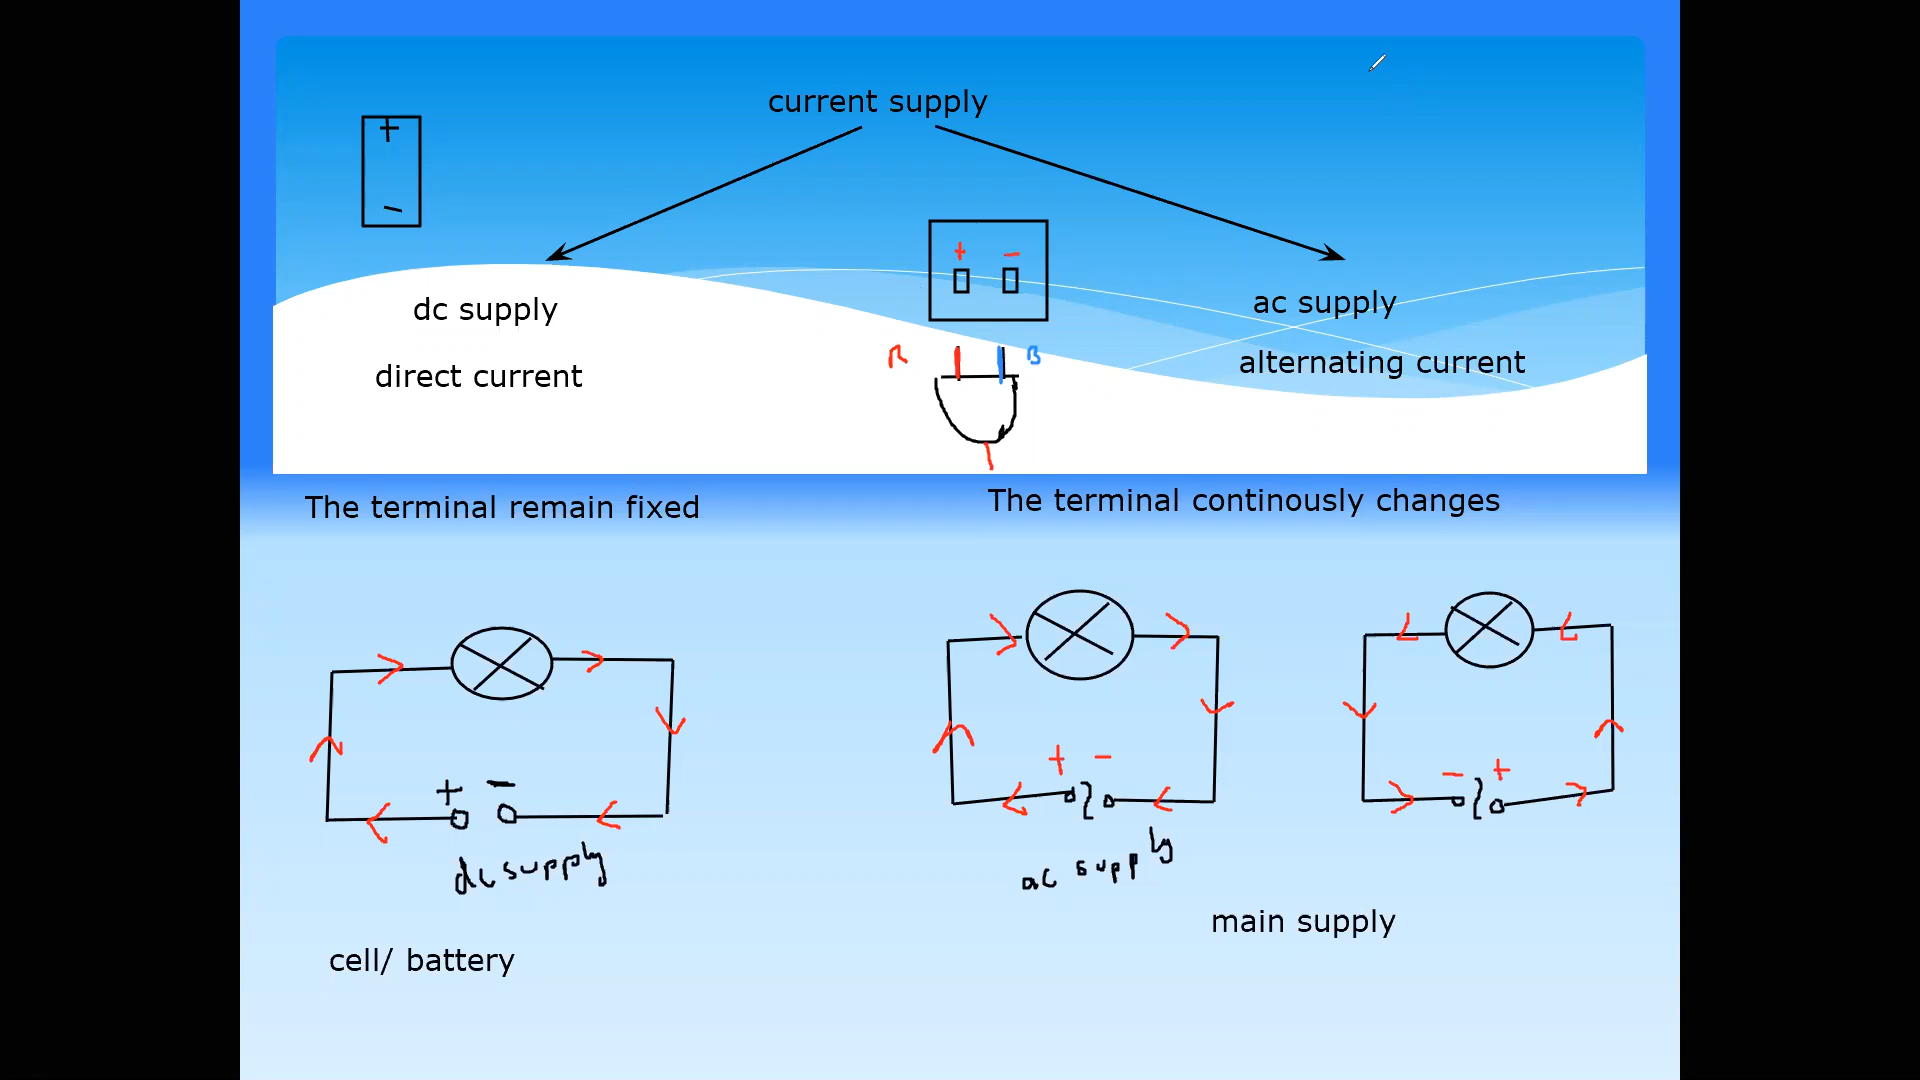 current supply
+
-
+ -
dc supply
ac supply
R B
direct current
alternating current
The terminal remain fixed
The terminal continously changes
+ -
- +
+ -
dc supply
ac supply
main supply
cell/ battery